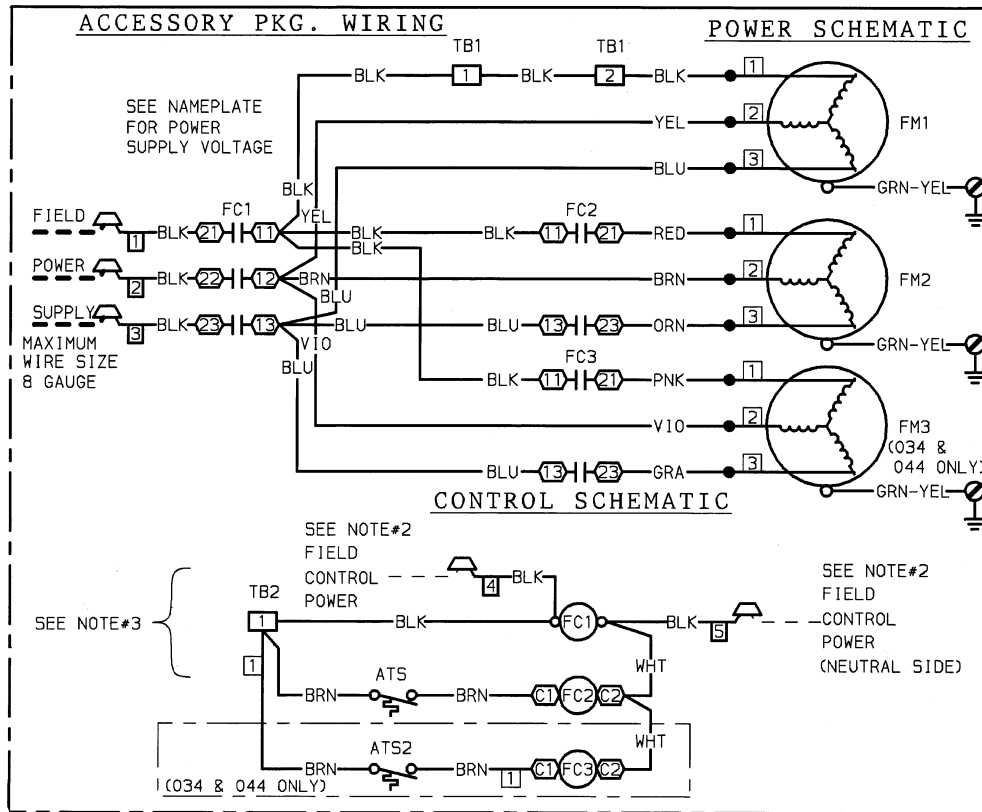 ACCESSORY PKG. WIRING
POWER SCHEMATIC
TB1 TB1
BLK 1 BLK 2 BLK 1
SEE NAMEPLATE
FOR POWER
SUPPLY VOLTAGE
YEL 2 FM1
BLU 3
GRN-YEL
BLK
FIELD FC1 YEL FC2
1 BLK 21 11 BLK BLK 11 21 RED 1
BLK
POWER 2 BLK 22 12 BRN BRN 2 FM2
BLU
SUPPLY 3 BLK 23 13 BLU BLU 13 23 ORN 3
VIO
GRN-YEL
MAXIMUM
WIRE SIZE
8 GAUGE
BLU
FC3
BLK 11 21 PNK 1
VIO 2 FM3
(034 &
044 ONLY)
BLU 13 23 GRA 3
GRN-YEL
CONTROL SCHEMATIC
SEE NOTE#2
FIELD
CONTROL
POWER
4 BLK
SEE NOTE#2
FIELD
CONTROL
POWER
(NEUTRAL SIDE)
TB2
SEE NOTE#3
1 BLK FC1 BLK 5
1
WHT
ATS
BRN BRN C1 FC2 C2
WHT
ATS2
BRN BRN 1 C1 FC3 C2
(034 & 044 ONLY)